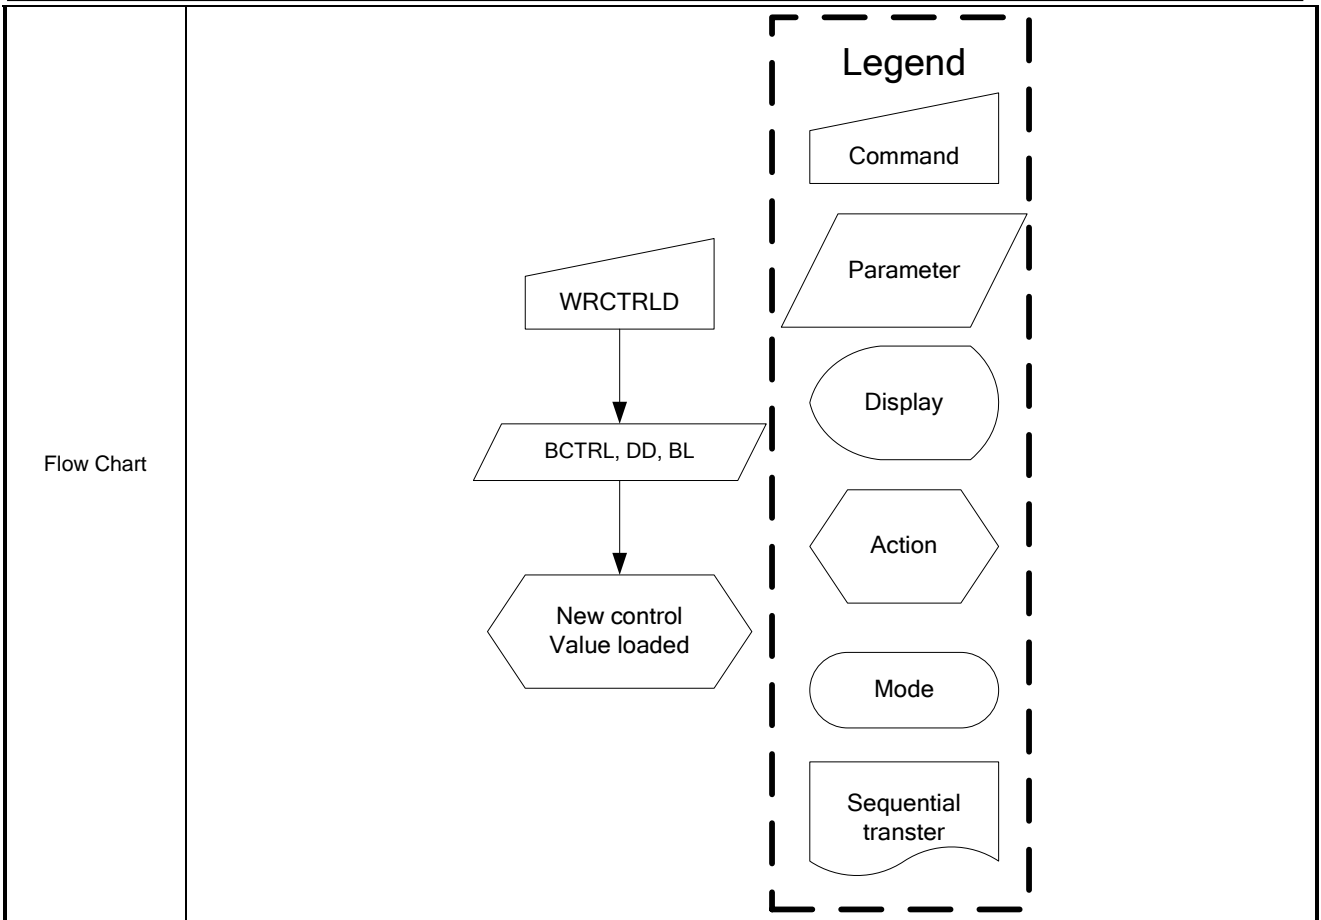 Flow Chart
WRCTRLD
BCTRL, DD, BL
New control
Value loaded
Legend
Command
Parameter
Display
Action
Mode
Sequential
transter